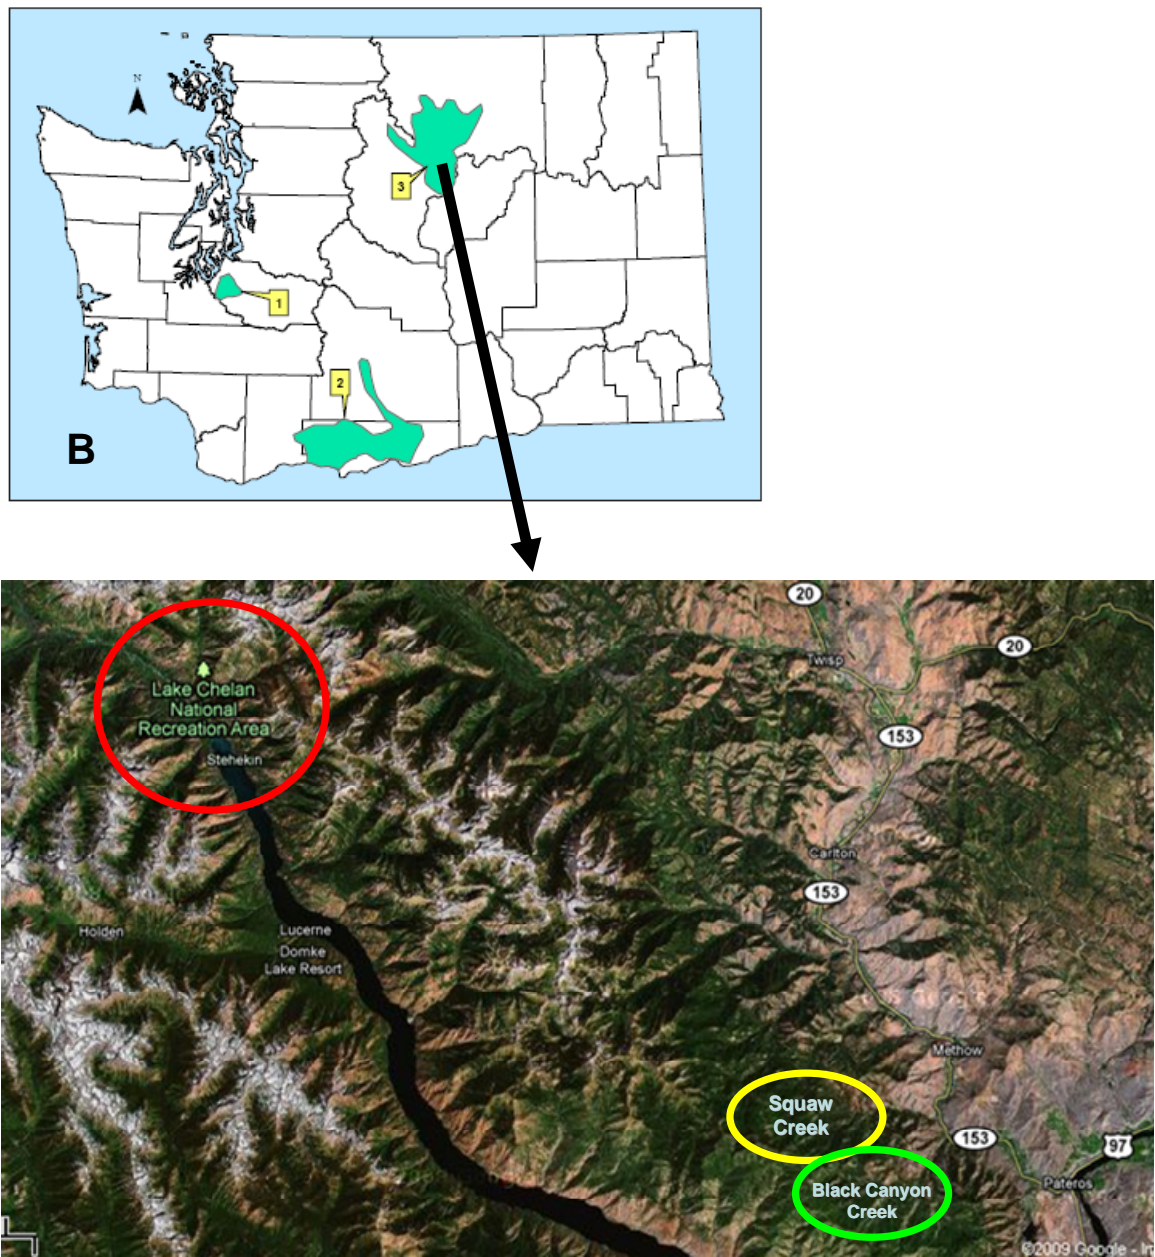 N
3
1
2
B
20
20
Twisp
Lake Chelan
National
Recreation Area
153
Stehekin
Carlton
153
Holden
Lucerne
Domke
Lake Resort
Methow
Squaw
Creek
153
97
Pateros
Black Canyon
Creek
©2009 Google -